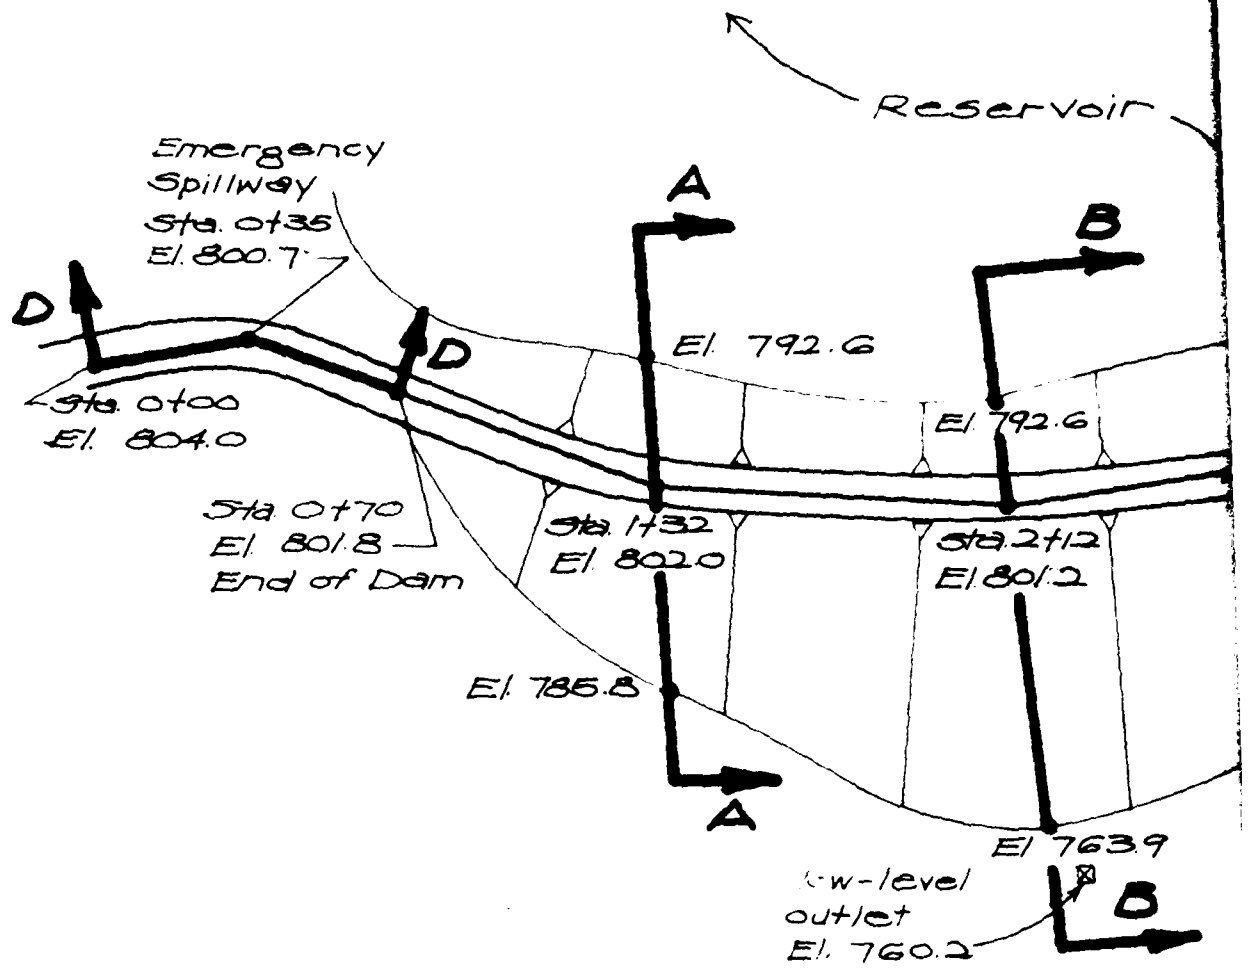 Reservoir
Emergency
Spillway
Sta. 0+35
El. 800.7
A
B
D
D
El. 792.6
Sta. 0+00
El. 804.0
El. 792.6
Sta. 0+70
El. 801.8
End of Dam
Sta. 1+32
El. 802.0
Sta. 2+12
El. 801.2
El. 785.8
A
El. 763.9
-level
outlet
El. 760.2
B